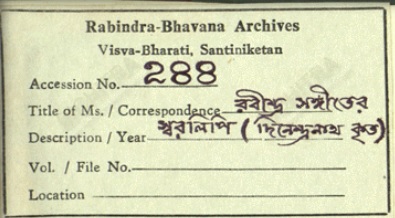 Rabindra-Bhavana Archives
Visva-Bharati, Santiniketan
Accession No. 288
Title of Ms. / Correspondence রবীন্দ্র সঙ্গীতের
Description / Year স্বরলিপি (দিনেন্দ্রনাথ কৃত)
Vol. / File No.
Location